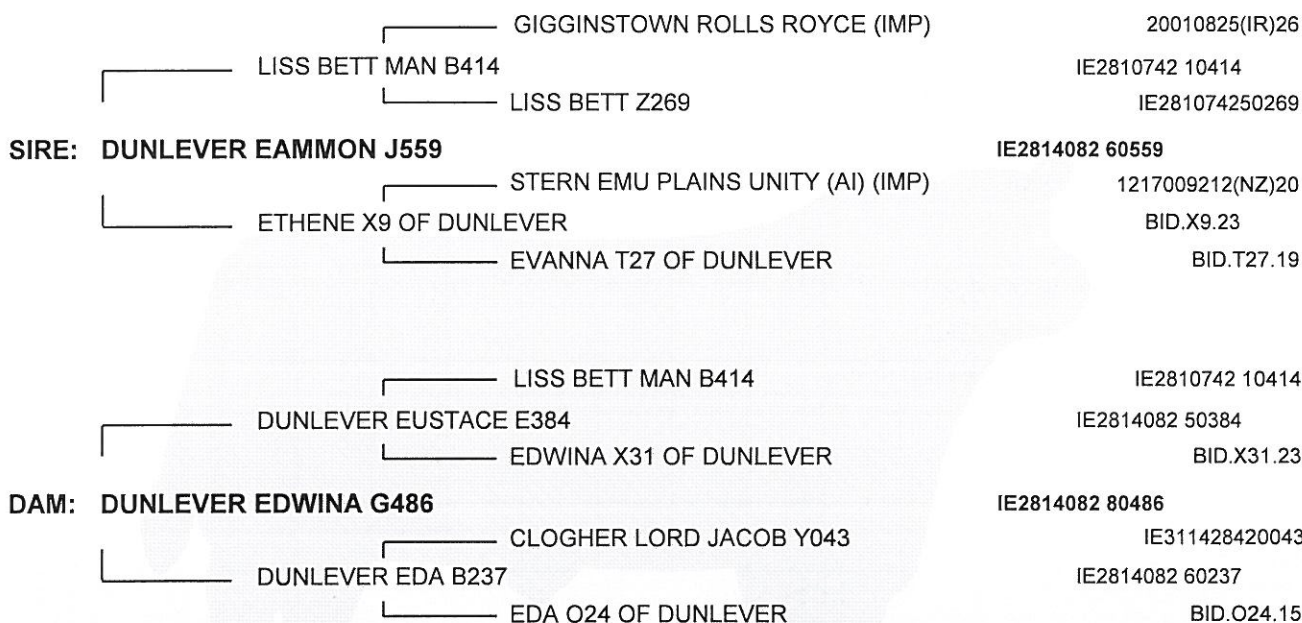 GIGGINSTOWN ROLLS ROYCE (IMP) 20010825(IR)26
LISS BETT MAN B414 IE2810742 10414
LISS BETT Z269 IE281074250269
SIRE: DUNLEVER EAMMON J559 IE2814082 60559
STERN EMU PLAINS UNITY (AI) (IMP) 1217009212(NZ)20
ETHENE X9 OF DUNLEVER BID.X9.23
EVANNA T27 OF DUNLEVER BID.T27.19
LISS BETT MAN B414 IE2810742 10414
DUNLEVER EUSTACE E384 IE2814082 50384
EDWINA X31 OF DUNLEVER BID.X31.23
DAM: DUNLEVER EDWINA G486 IE2814082 80486
CLOGHER LORD JACOB Y043 IE311428420043
DUNLEVER EDA B237 IE2814082 60237
EDA O24 OF DUNLEVER BID.O24.15